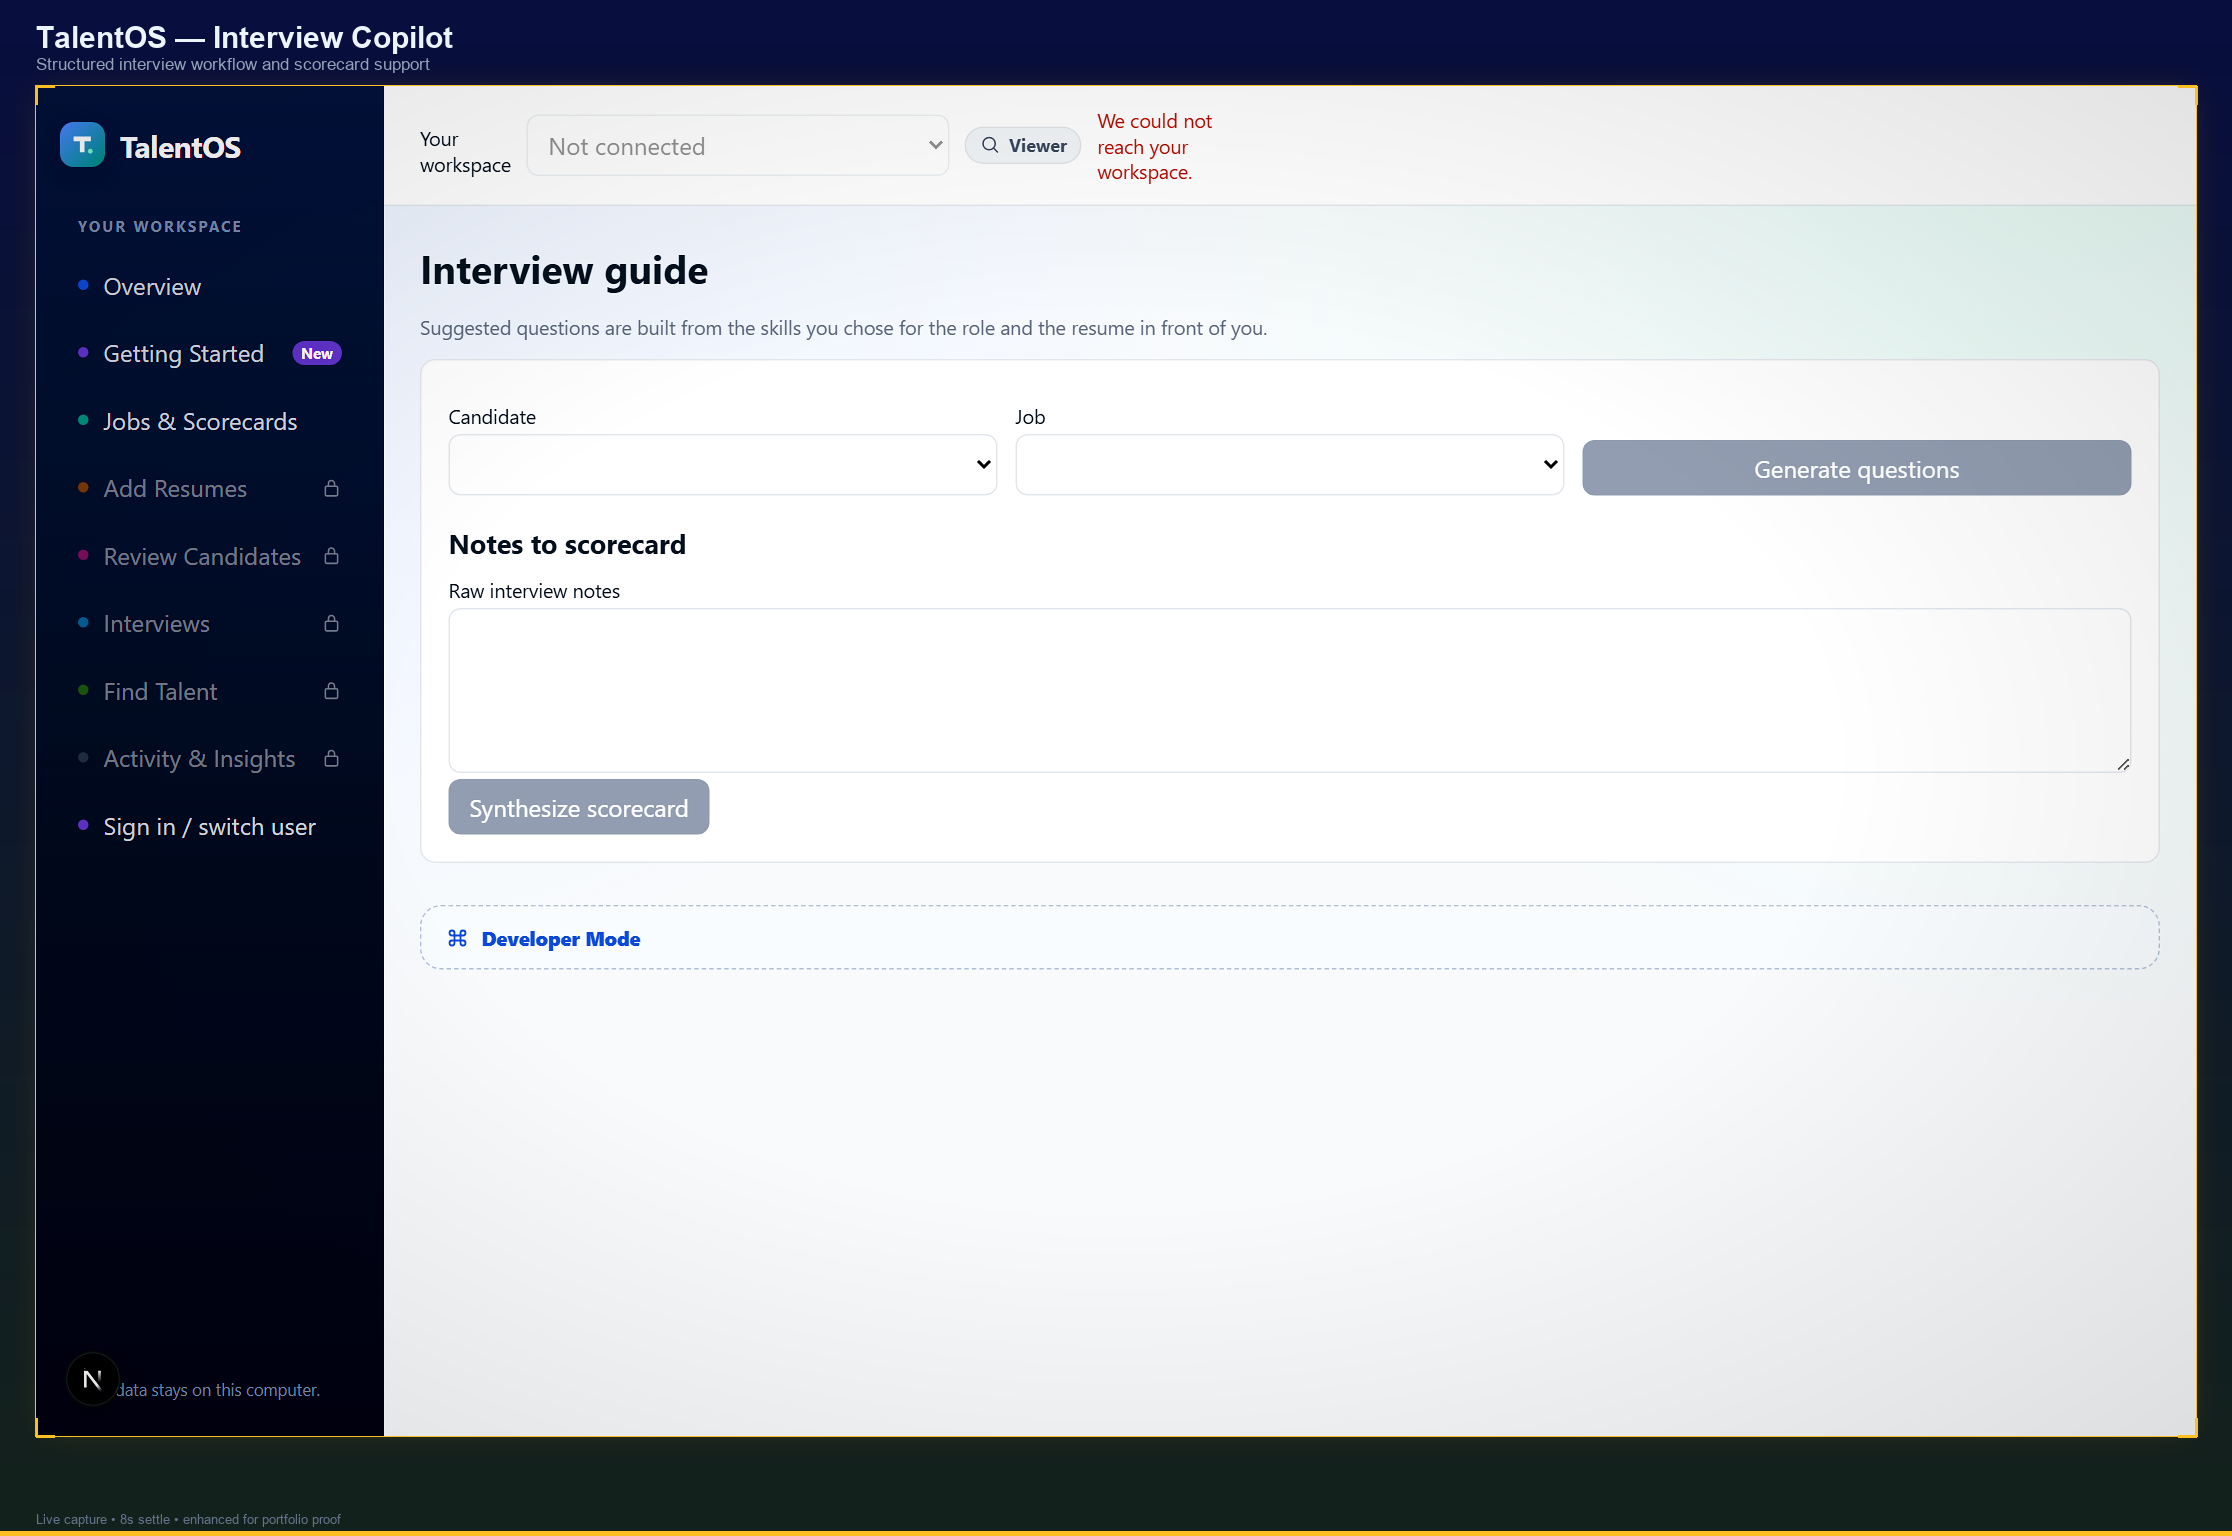 TalentOS — Interview Copilot
Structured interview workflow and scorecard support
T.
TalentOS
YOUR WORKSPACE
Overview
Getting Started
New
Jobs & Scorecards
Add Resumes
Review Candidates
Interviews
Find Talent
Activity & Insights
Sign in / switch user
N
data stays on this computer.
Your
workspace
Not connected
Viewer
We could not
reach your
workspace.
Interview guide
Suggested questions are built from the skills you chose for the role and the resume in front of you.
Candidate
Job
Generate questions
Notes to scorecard
Raw interview notes
Synthesize scorecard
⌘ Developer Mode
Live capture • 8s settle • enhanced for portfolio proof